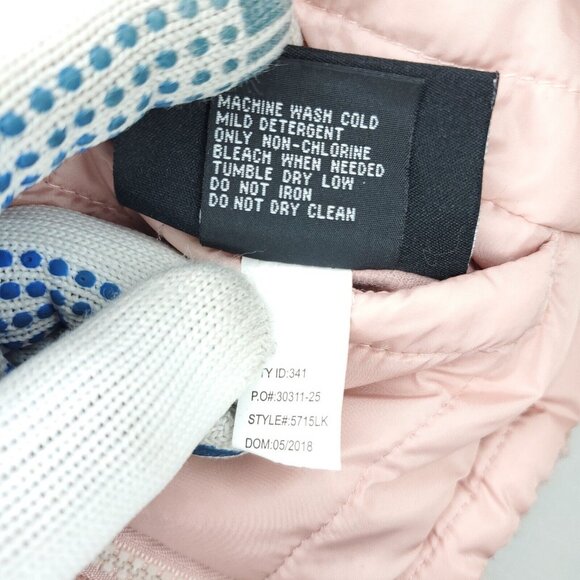 MACHINE WASH COLD
MILD DETERGENT
ONLY NON-CHLORINE
BLEACH WHEN NEEDED
TUMBLE DRY LOW
DO NOT IRON
DO NOT DRY CLEAN
TY ID:341
P.O#:30311-25
STYLE#:5715LK
DOM:05/2018